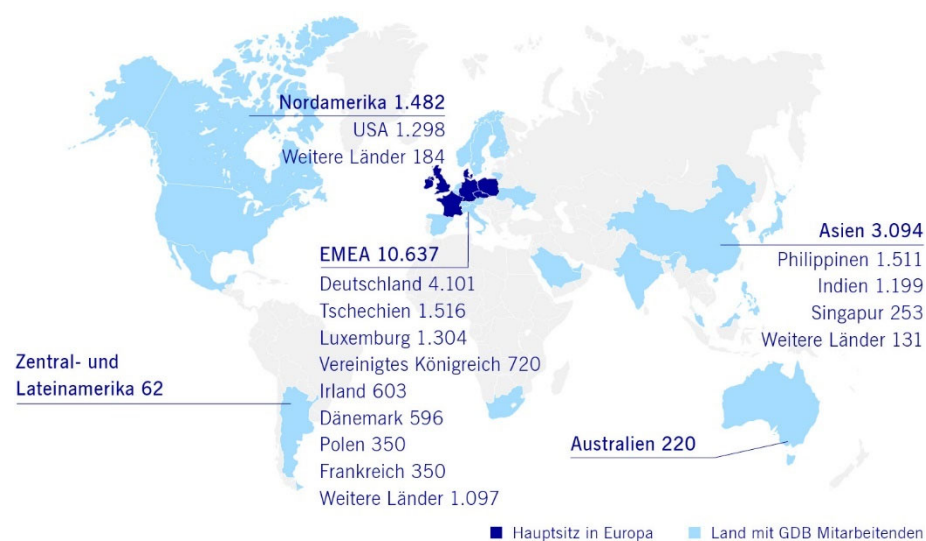 Nordamerika 1.482
USA 1.298
Weitere Länder 184
EMEA 10.637
Deutschland 4.101
Tschechien 1.516
Luxemburg 1.304
Vereinigtes Königreich 720
Irland 603
Dänemark 596
Polen 350
Frankreich 350
Weitere Länder 1.097
Asien 3.094
Philippinen 1.511
Indien 1.199
Singapur 253
Weitere Länder 131
Zentral- und
Lateinamerika 62
Australien 220
Hauptsitz in Europa
Land mit GDB Mitarbeitenden